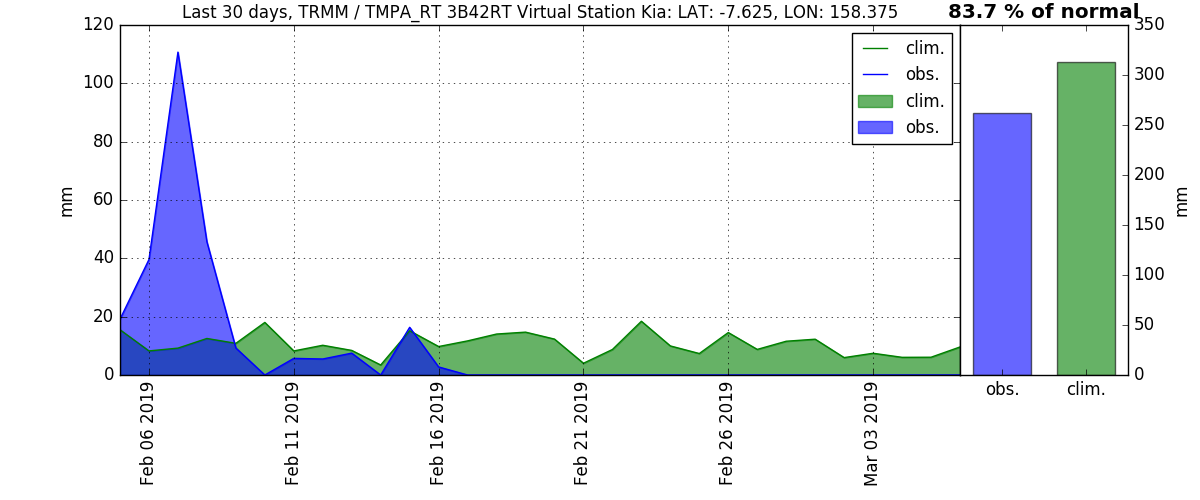 Last 30 days, TRMM / TMPA_RT 3B42RT Virtual Station Kia: LAT: -7.625, LON: 158.375
83.7 % of normal
120
100
80
60
40
20
0
mm
clim.
obs.
clim.
obs.
Feb 06 2019
Feb 11 2019
Feb 16 2019
Feb 21 2019
Feb 26 2019
Mar 03 2019
350
300
250
200
150
100
50
0
mm
obs.
clim.